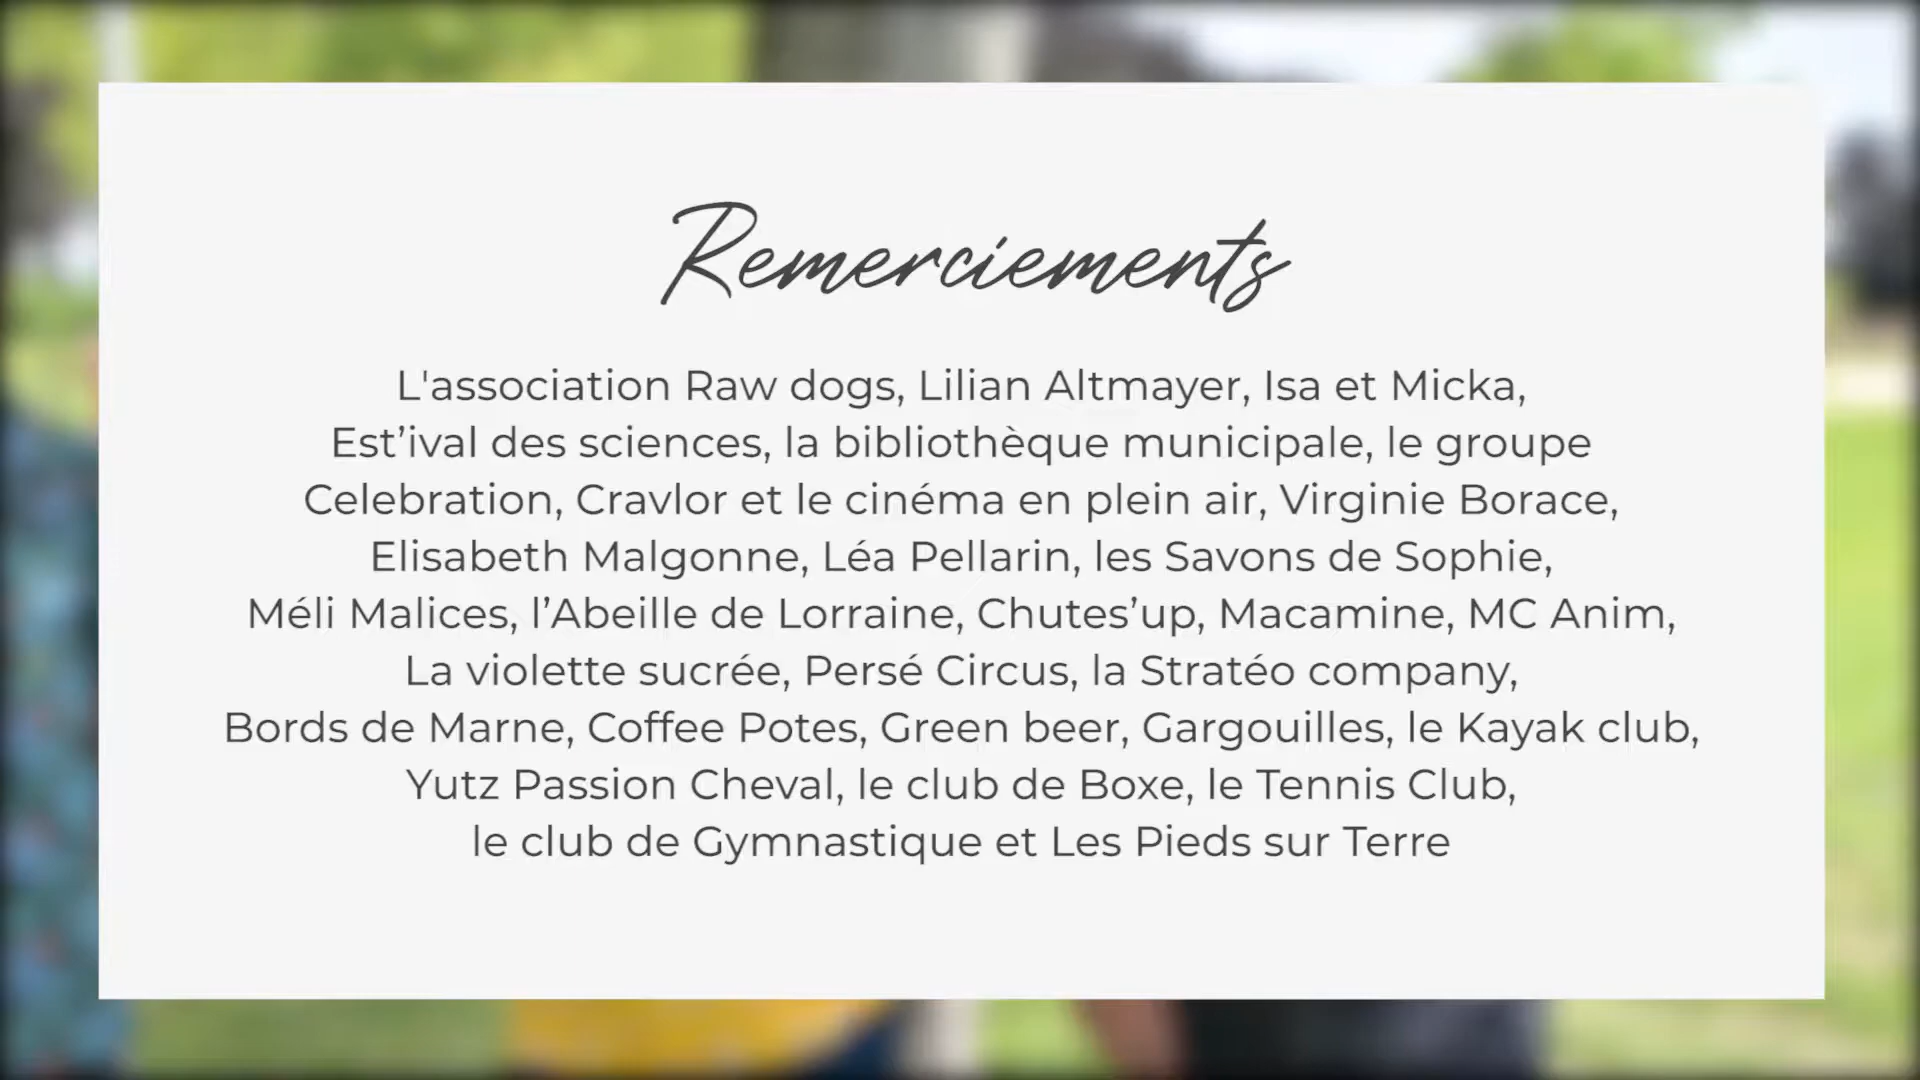 Remerciements
L'association Raw dogs, Lilian Altmayer, Isa et Micka,
Est’ival des sciences, la bibliothèque municipale, le groupe
Celebration, Cravlor et le cinéma en plein air, Virginie Borace,
Elisabeth Malgonne, Léa Pellarin, les Savons de Sophie,
Méli Malices, l’Abeille de Lorraine, Chutes’up, Macamine, MC Anim,
La violette sucrée, Persé Circus, la Stratéo company,
Bords de Marne, Coffee Potes, Green beer, Gargouilles, le Kayak club,
Yutz Passion Cheval, le club de Boxe, le Tennis Club,
le club de Gymnastique et Les Pieds sur Terre